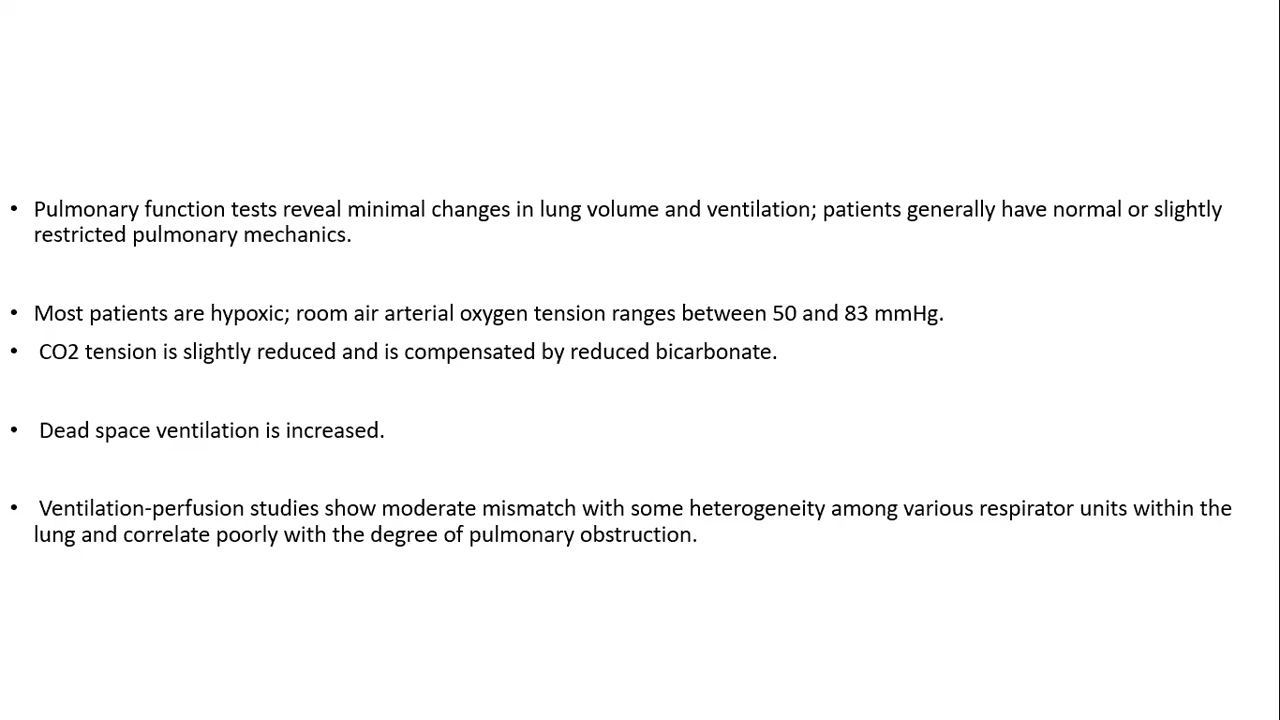 • Pulmonary function tests reveal minimal changes in lung volume and ventilation; patients generally have normal or slightly
restricted pulmonary mechanics.
• Most patients are hypoxic; room air arterial oxygen tension ranges between 50 and 83 mmHg.
• CO2 tension is slightly reduced and is compensated by reduced bicarbonate.
• Dead space ventilation is increased.
• Ventilation-perfusion studies show moderate mismatch with some heterogeneity among various respirator units within the
lung and correlate poorly with the degree of pulmonary obstruction.